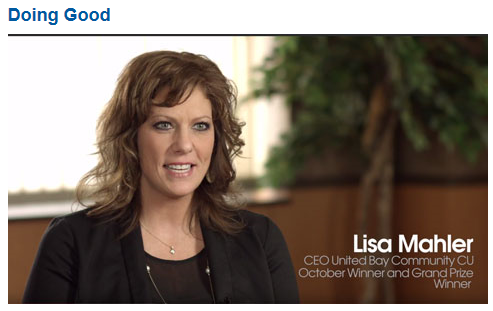 Doing Good
Lisa Mahler
CEO United Bay Community CU
October Winner and Grand Prize
Winner